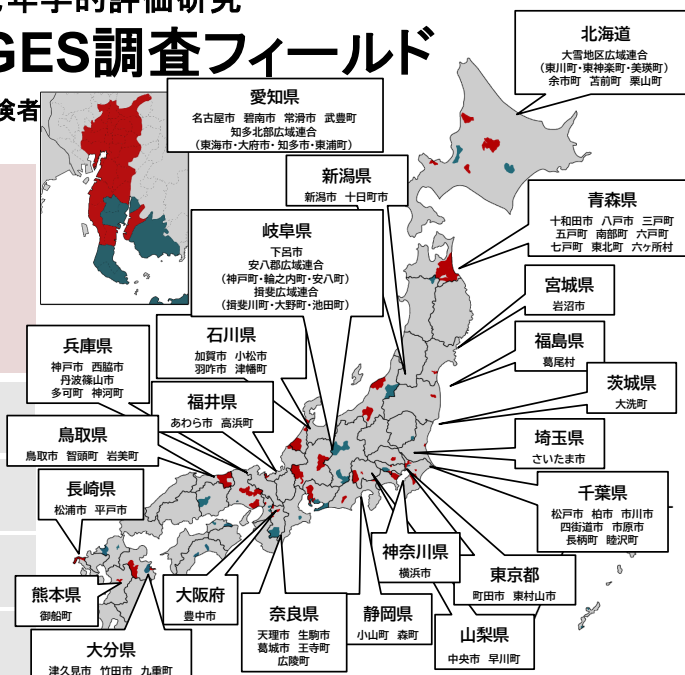 年学的評価研究
GES調査フィールド
険者
北海道
大雪地区広域連合
（東川町・東神楽町・美瑛町）
余市町 苫前町 栗山町
愛知県
名古屋市 碧南市 常滑市 武豊町
知多北部広域連合
（東海市・大府市・知多市・東浦町）
新潟県
新潟市 十日町市
青森県
十和田市 八戸市 三戸町
五戸町 南部町 六戸町
七戸町 東北町 六ヶ所村
岐阜県
下呂市
安八郡広域連合
（神戸町・輪之内町・安八町）
揖斐広域連合
（揖斐川町・大野町・池田町）
宮城県
岩沼市
石川県
加賀市 小松市
羽咋市 津幡町
福島県
葛尾村
兵庫県
神戸市 西脇市
丹波篠山市
多可町 神河町
茨城県
大洗町
福井県
あわら市 高浜町
鳥取県
鳥取市 智頭町 岩美町
埼玉県
さいたま市
長崎県
松浦市 平戸市
千葉県
松戸市 柏市 市川市
四街道市 市原市
長柄町 睦沢町
神奈川県
横浜市
東京都
町田市 東村山市
熊本県
御船町
大阪府
豊中市
奈良県
天理市 生駒市
葛城市 王寺町
広陵町
静岡県
小山町 森町
山梨県
中央市 早川町
大分県
津久見市 竹田市 九重町